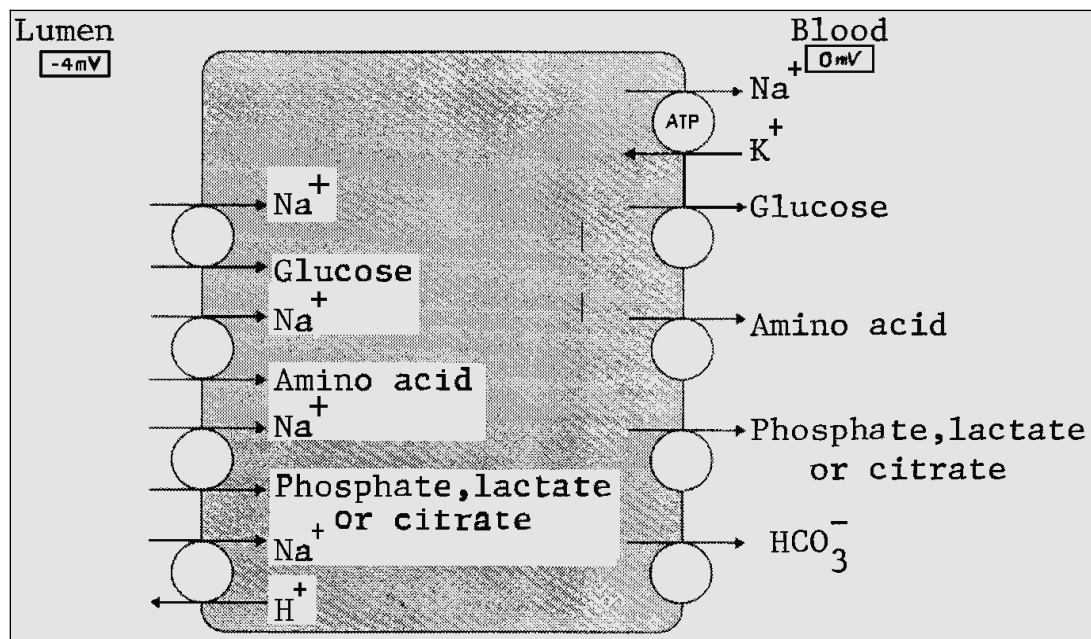 Lumen
-4mV
Blood
0mV
Na+
ATP
K+
Na+
Glucose
Glucose
Na+
Amino acid
Amino acid
Na+
Phosphate,lactate
or citrate
Phosphate,lactate
or citrate
Na+
HCO3-
H+